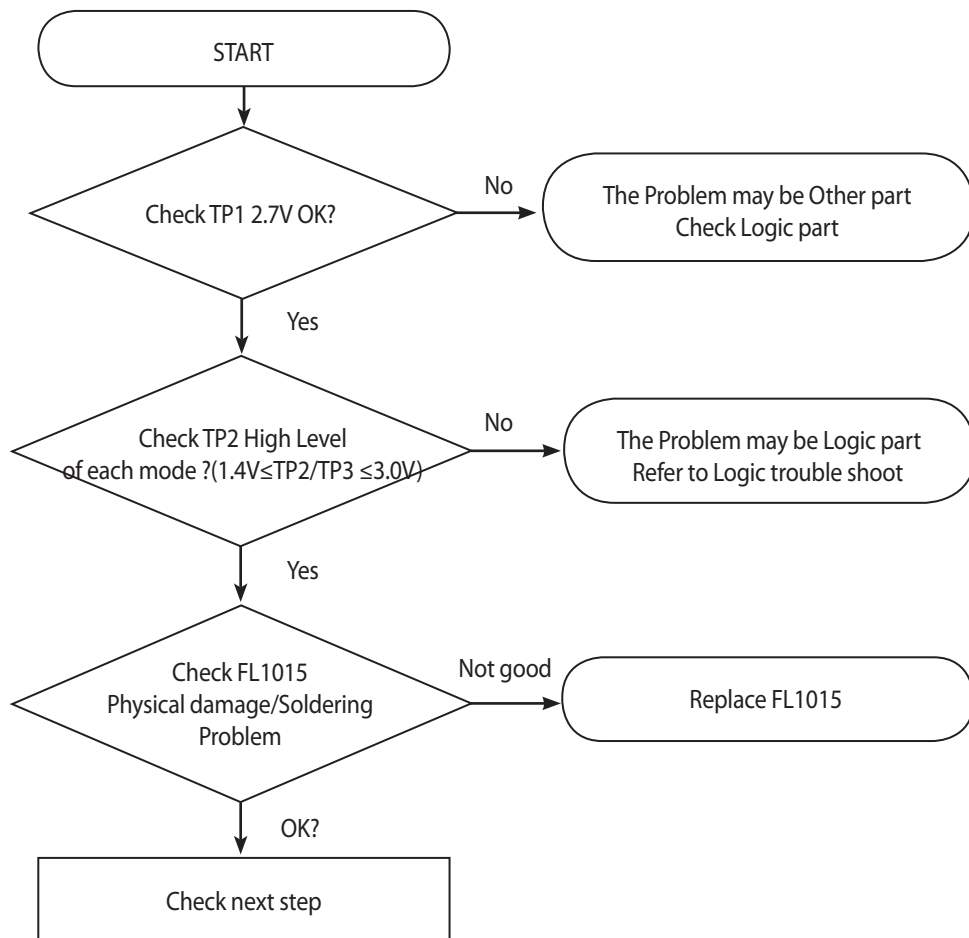 START
Check TP1 2.7V OK?
No
The Problem may be Other part
Check Logic part
Yes
Check TP2 High Level
of each mode ?(1.4V≤TP2/TP3 ≤3.0V)
No
The Problem may be Logic part
Refer to Logic trouble shoot
Yes
Check FL1015
Physical damage/Soldering
Problem
Not good
Replace FL1015
OK?
Check next step